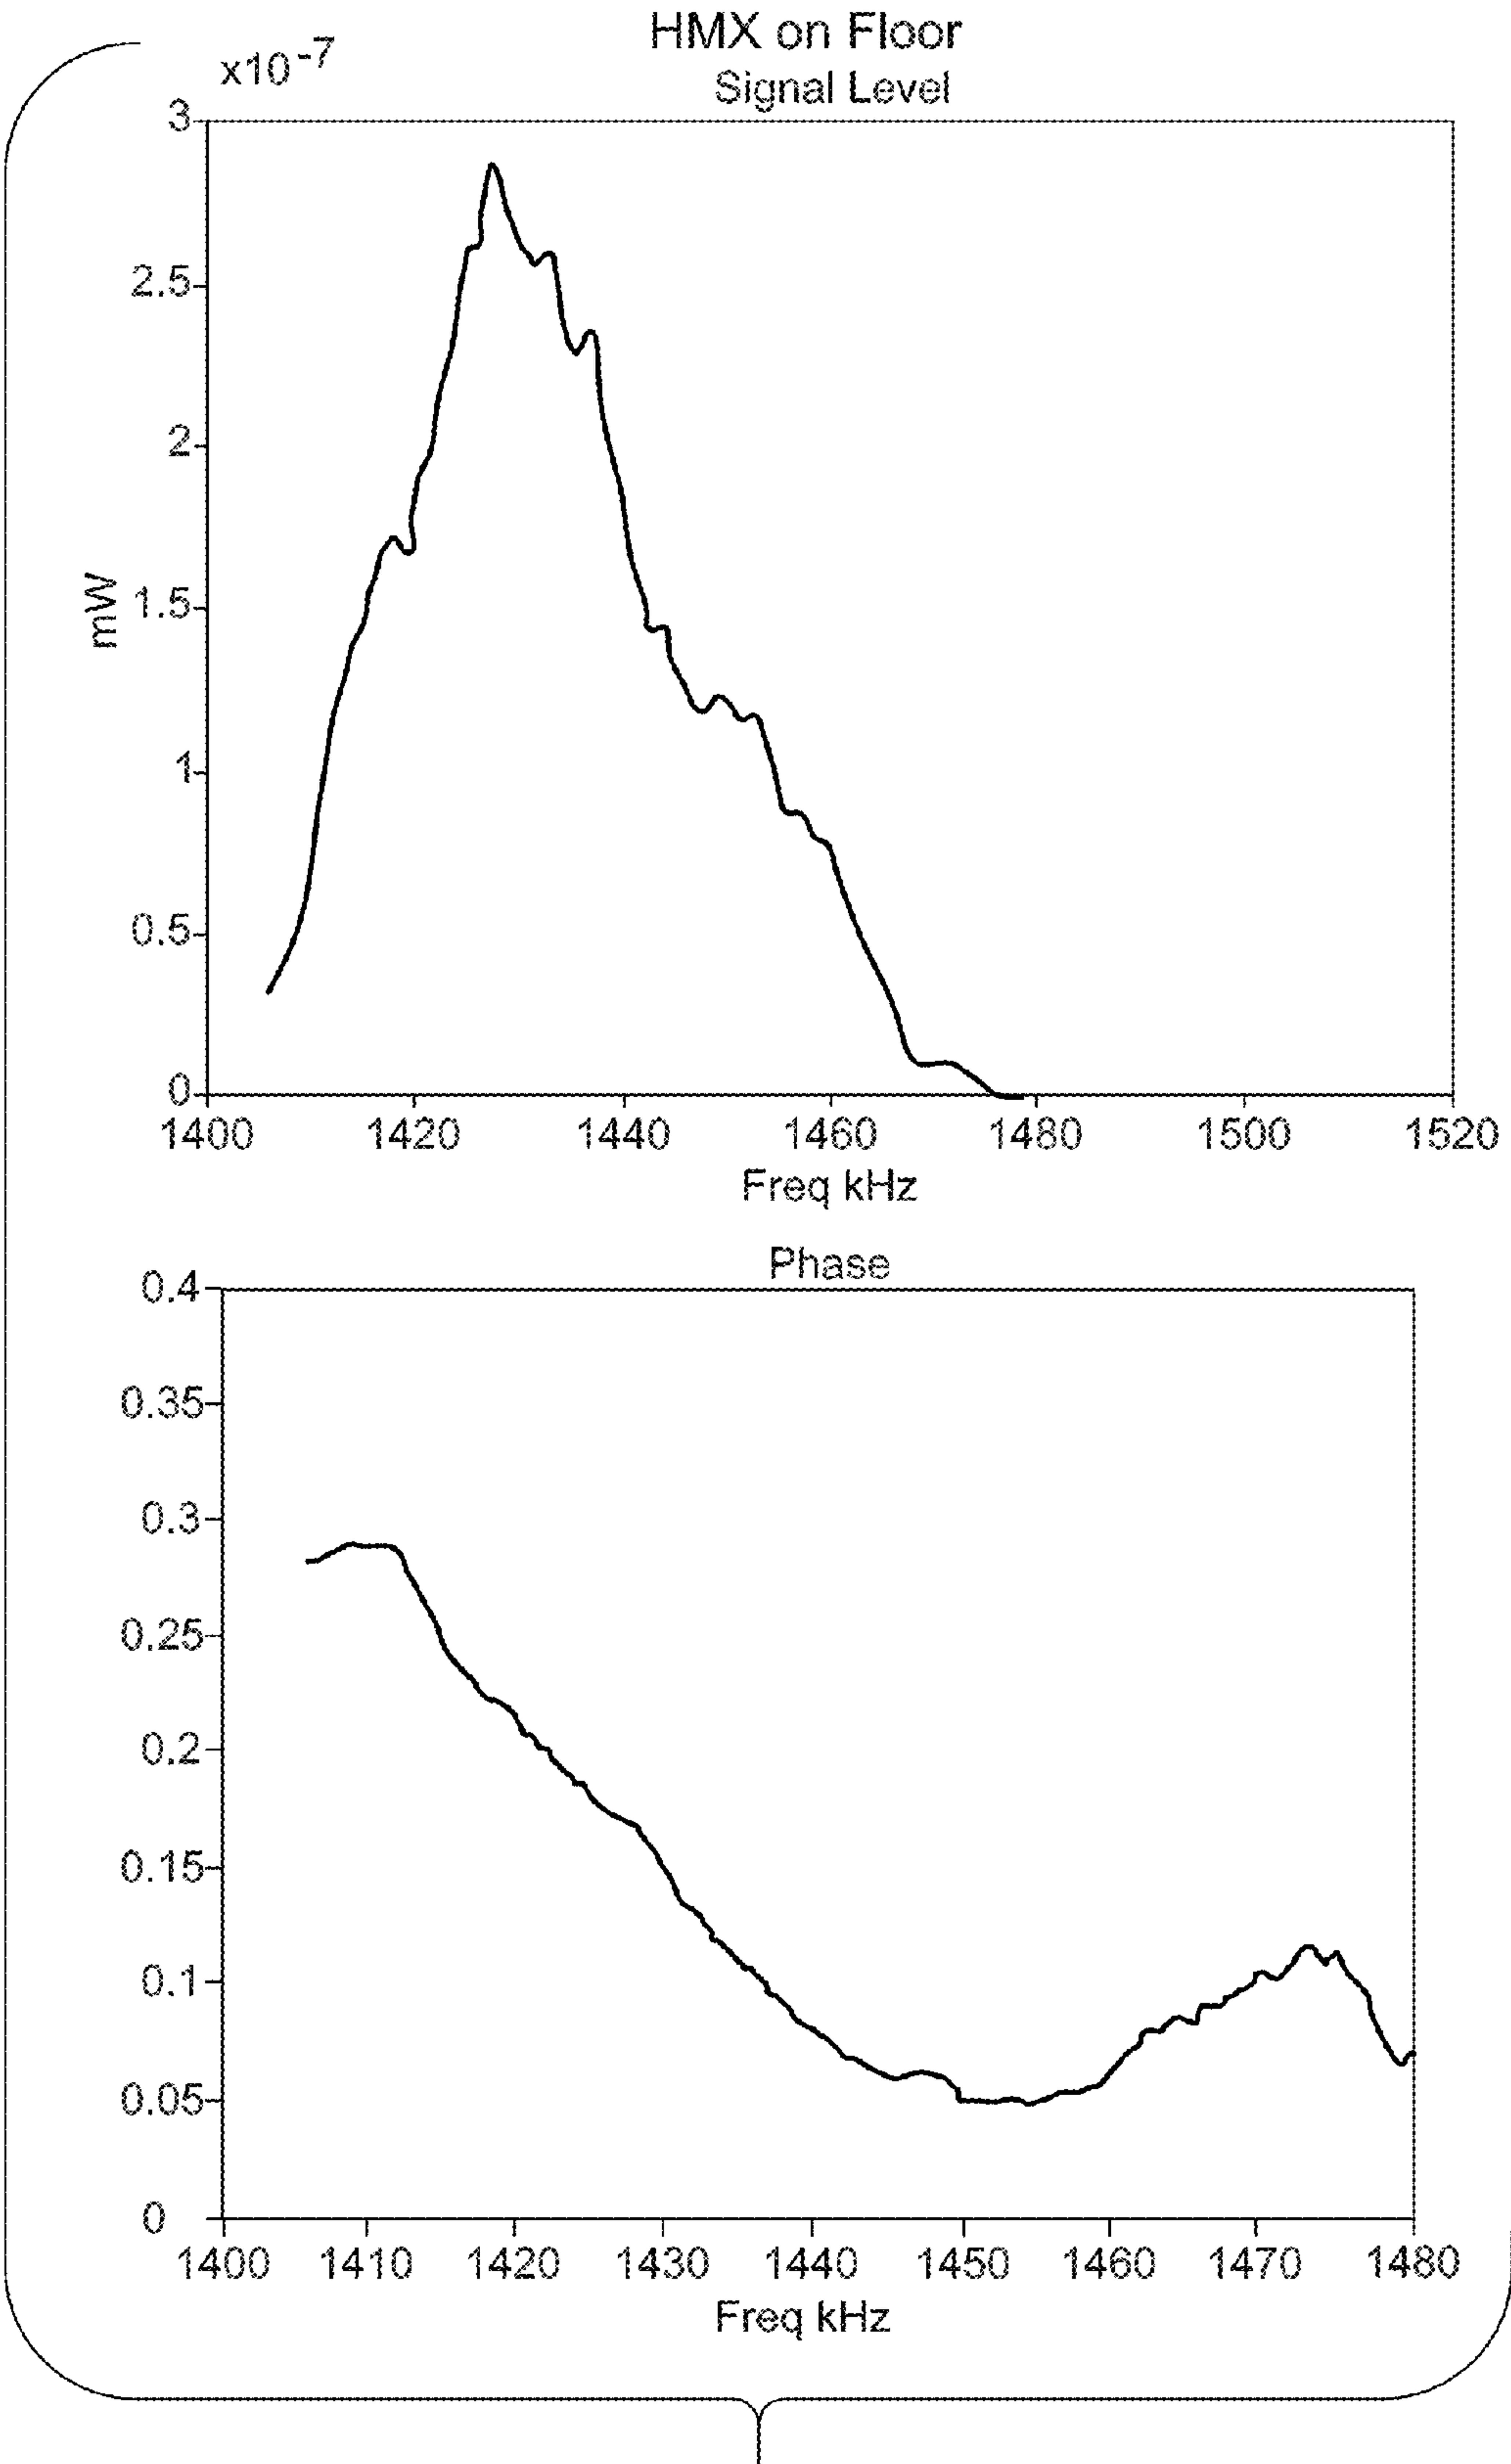 HMX on Floor
x10-7
Signal Level
3
2.5
2
1.5
1
0.5
0
mW
1400 1420 1440 1460 1480 1500 1520
Freq kHz
Phase
0.4
0.35
0.3
0.25
0.2
0.15
0.1
0.05
0
1400 1410 1420 1430 1440 1450 1460 1470 1480
Freq kHz